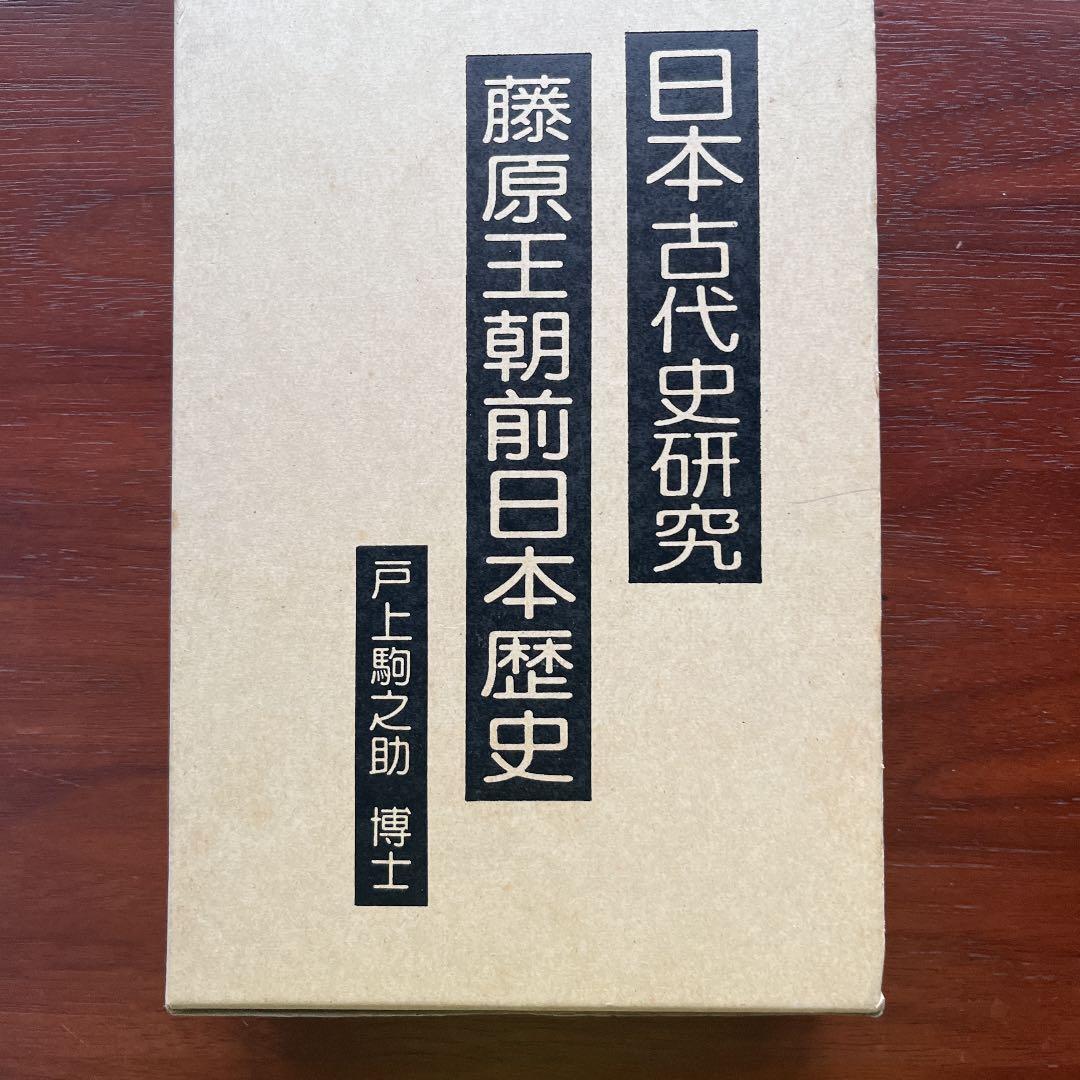 日本古代史研究
藤原王朝前日本歴史
戸上駒之助 博士